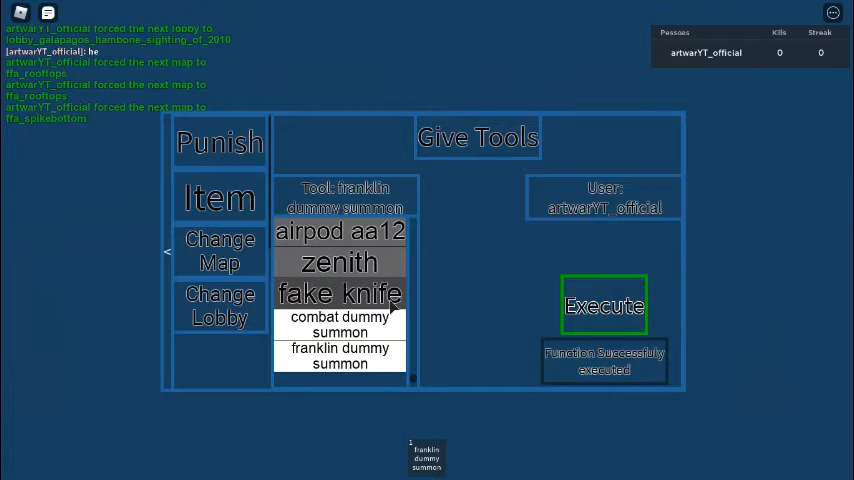 artwarYT_official forced the next lobby to
lobby_galapagos_hambone_sighting_of_2010
[artwarYT_official]: he
artwarYT_official forced the next map to
ffa_rooftops
artwarYT_official forced the next map to
ffa_rooftops
artwarYT_official forced the next map to
ffa_spikebottom
Pessoas Kills Streak
artwarYT_official 0 0
Punish
Item
Change
Map
Change
Lobby
<
Give Tools
Tool: franklin
dummy summon
airpod aa12
zenith
fake knife
combat dummy
summon
franklin dummy
summon
User:
artwarYT_official
Execute
Function Successfuly
executed
1
franklin
dummy
summon